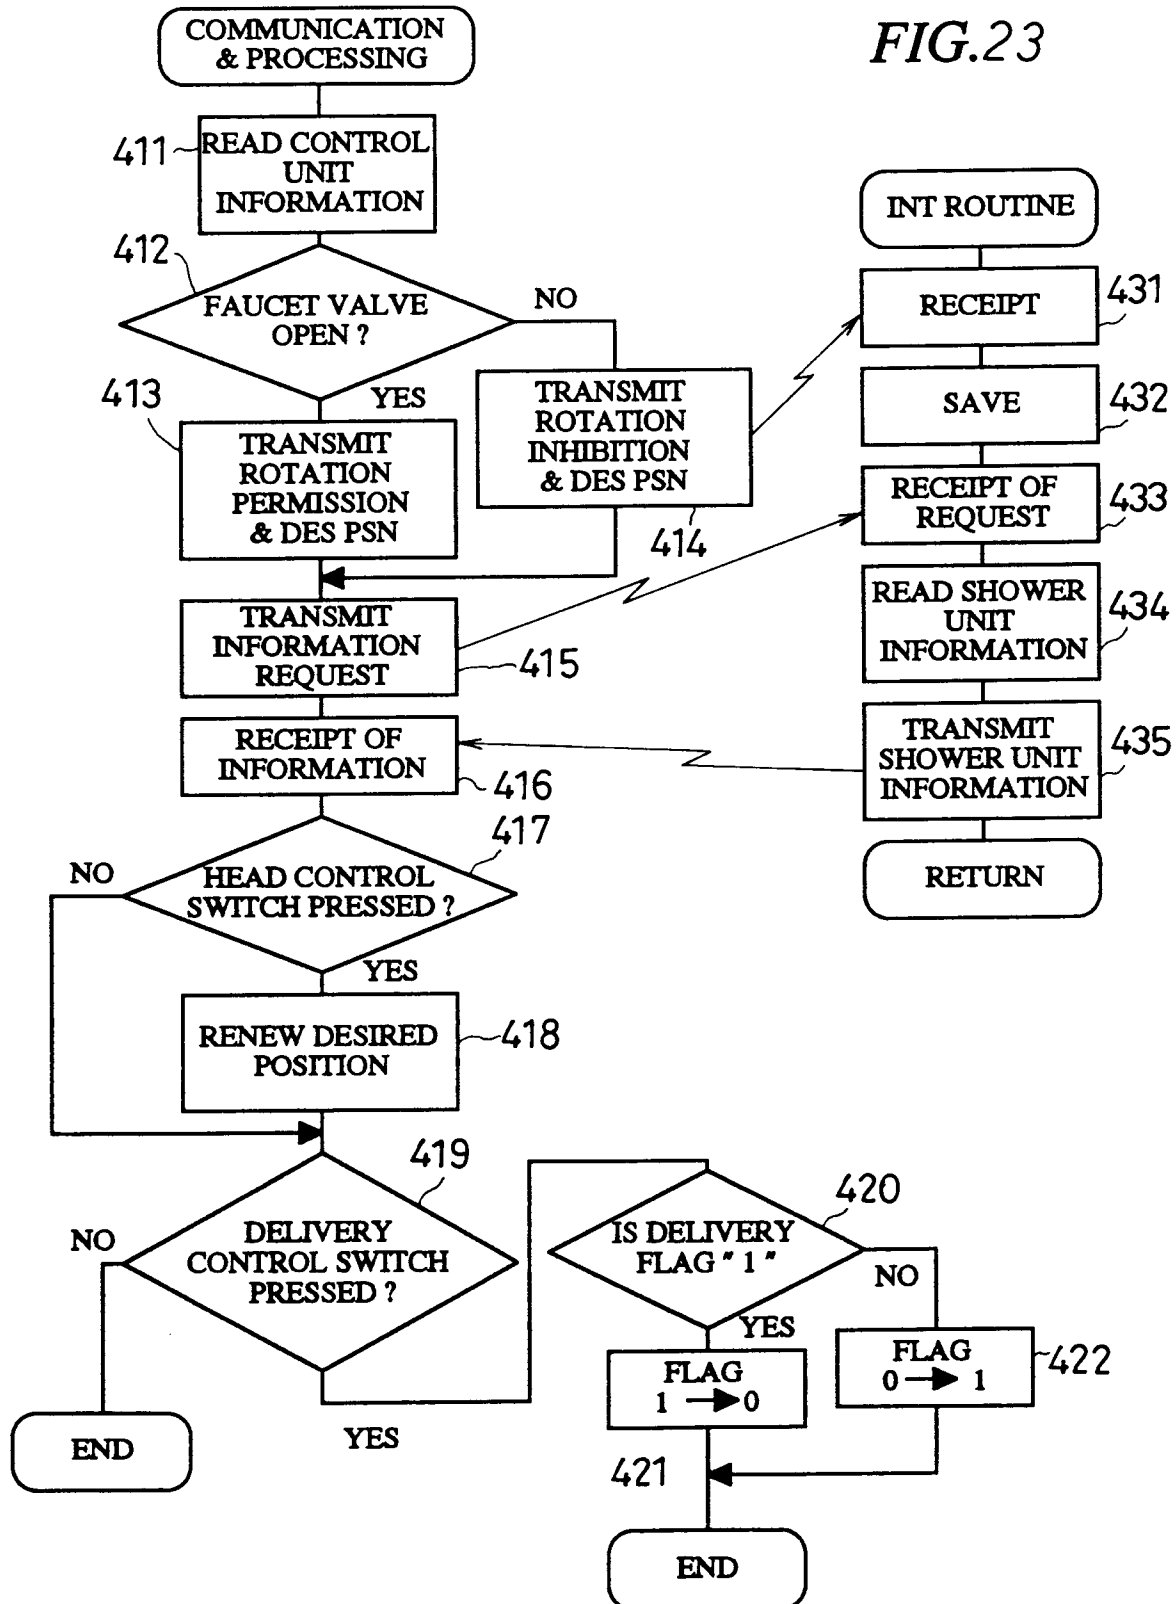 FIG.23
COMMUNICATION
& PROCESSING
411
READ CONTROL
UNIT
INFORMATION
412
FAUCET VALVE
OPEN ?
NO
YES
413
TRANSMIT
ROTATION
PERMISSION
& DES PSN
TRANSMIT
ROTATION
INHIBITION
& DES PSN
414
TRANSMIT
INFORMATION
REQUEST
415
RECEIPT OF
INFORMATION
416
417
HEAD CONTROL
SWITCH PRESSED ?
NO
YES
RENEW DESIRED
POSITION
418
419
DELIVERY
CONTROL SWITCH
PRESSED ?
NO
YES
END
420
IS DELIVERY
FLAG " 1 "
NO
YES
FLAG
1 → 0
421
FLAG
0 → 1
422
END
INT ROUTINE
RECEIPT
431
SAVE
432
RECEIPT OF
REQUEST
433
READ SHOWER
UNIT
INFORMATION
434
TRANSMIT
SHOWER UNIT
INFORMATION
435
RETURN